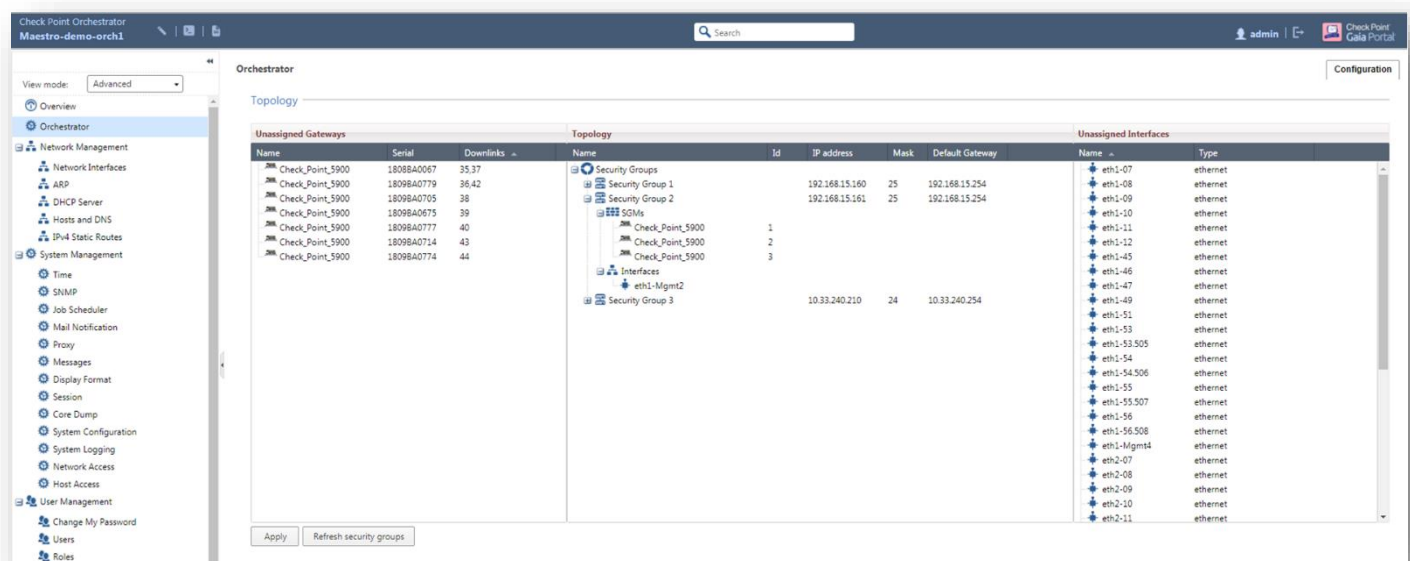 Check Point Orchestrator
Maestro-demo-orch1
Search
admin
Check Point
Gaia Portal
View mode: Advanced
Overview
Orchestrator
Network Management
Network Interfaces
ARP
DHCP Server
Hosts and DNS
IPv4 Static Routes
System Management
Time
SNMP
Job Scheduler
Mail Notification
Proxy
Messages
Display Format
Session
Core Dump
System Configuration
System Logging
Network Access
Host Access
User Management
Change My Password
Users
Roles
Orchestrator
Configuration
Topology
Unassigned Gateways
Name Serial Downlinks
Check_Point_5900 1808BA0067 35,37
Check_Point_5900 1809BA0779 36,42
Check_Point_5900 1809BA0705 38
Check_Point_5900 1809BA0675 39
Check_Point_5900 1809BA0777 40
Check_Point_5900 1809BA0714 43
Check_Point_5900 1809BA0774 44
Topology
Name Id IP address Mask Default Gateway
Security Groups
Security Group 1 192.168.15.160 25 192.168.15.254
Security Group 2 192.168.15.161 25 192.168.15.254
SGMs
Check_Point_5900 1
Check_Point_5900 2
Check_Point_5900 3
Interfaces
eth1-Mgmt2
Security Group 3 10.33.240.210 24 10.33.240.254
Unassigned Interfaces
Name Type
eth1-07 ethernet
eth1-08 ethernet
eth1-09 ethernet
eth1-10 ethernet
eth1-11 ethernet
eth1-12 ethernet
eth1-45 ethernet
eth1-46 ethernet
eth1-47 ethernet
eth1-49 ethernet
eth1-51 ethernet
eth1-53 ethernet
eth1-53.505 ethernet
eth1-54 ethernet
eth1-54.506 ethernet
eth1-55 ethernet
eth1-55.507 ethernet
eth1-56 ethernet
eth1-56.508 ethernet
eth1-Mgmt4 ethernet
eth2-07 ethernet
eth2-08 ethernet
eth2-09 ethernet
eth2-10 ethernet
eth2-11 ethernet
Apply
Refresh security groups